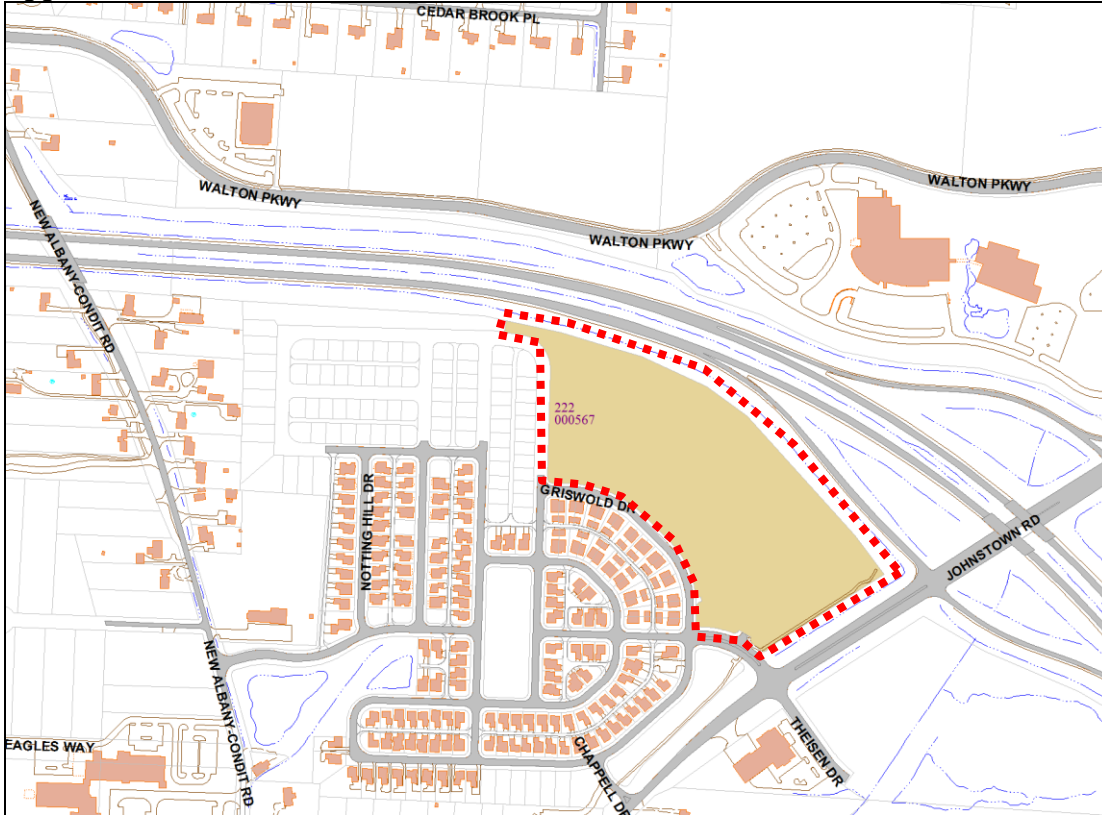 CEDAR BROOK PL
WALTON PKWY
WALTON PKWY
WALTON PKWY
NEW ALBANY-CONDIT RD
222
000567
GRISWOLD DR
NOTTING HILL DR
JOHNSTOWN RD
NEW ALBANY-CONDIT RD
EAGLES WAY
CHAPPELL DR
THEISEN DR